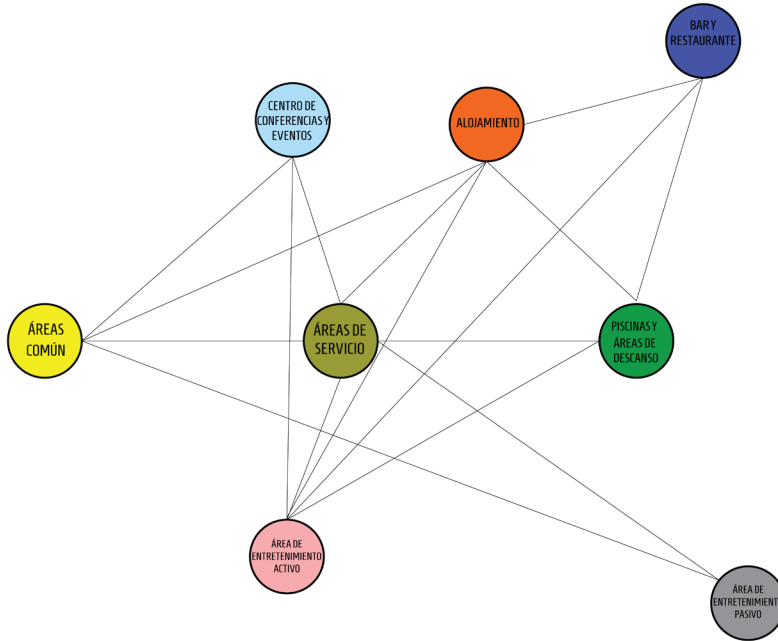 BAR Y
RESTAURANTE
CENTRO DE
CONFERENCIAS Y
EVENTOS
ALOJAMIENTO
ÁREAS
COMÚN
ÁREAS DE
SERVICIO
PISCINAS Y
ÁREAS DE
DESCANSO
ÁREA DE
ENTRETENIMIENTO
ACTIVO
ÁREA DE
ENTRETENIMIENT
PASIVO